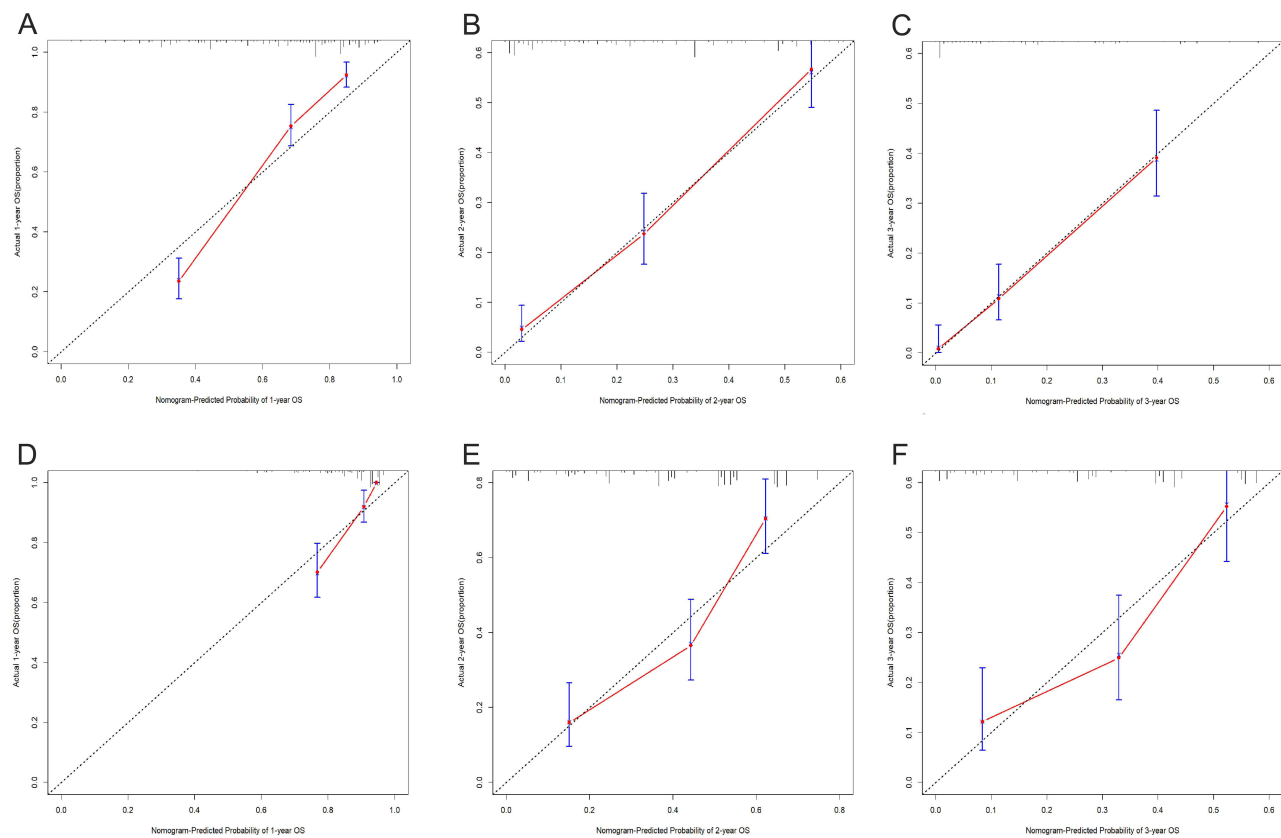 A
Actual 1-year OS(proportion)
1.0
0.8
0.6
0.4
0.2
0.0
0.0 0.2 0.4 0.6 0.8 1.0
Nomogram-Predicted Probability of 1-year OS
B
Actual 2-year OS(proportion)
0.6
0.5
0.4
0.3
0.2
0.1
0.0
0.0 0.1 0.2 0.3 0.4 0.5 0.6
Nomogram-Predicted Probability of 2-year OS
C
Actual 3-year OS(proportion)
0.6
0.5
0.4
0.3
0.2
0.1
0.0
0.0 0.1 0.2 0.3 0.4 0.5 0.6
Nomogram-Predicted Probability of 3-year OS
D
Actual 1-year OS(proportion)
1.0
0.8
0.6
0.4
0.2
0.0
0.0 0.2 0.4 0.6 0.8 1.0
Nomogram-Predicted Probability of 1-year OS
E
Actual 2-year OS(proportion)
0.8
0.6
0.4
0.2
0.0
0.0 0.2 0.4 0.6 0.8
Nomogram-Predicted Probability of 2-year OS
F
Actual 3-year OS(proportion)
0.6
0.5
0.4
0.3
0.2
0.1
0.0
0.0 0.1 0.2 0.3 0.4 0.5 0.6
Nomogram-Predicted Probability of 3-year OS